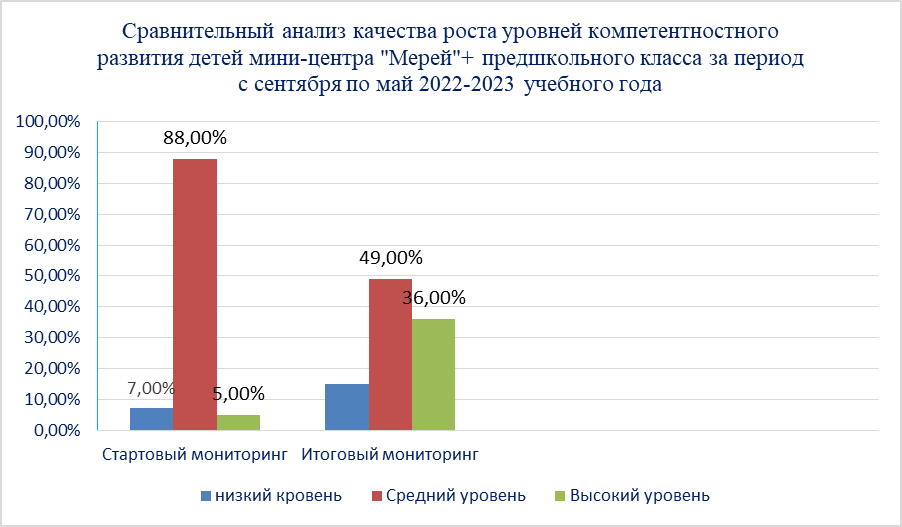 Сравнительный анализ качества роста уровней компетентностного
развития детей мини-центра "Мерей"+ предшкольного класса за период
с сентября по май 2022-2023 учебного года
100,00%
90,00%
80,00%
70,00%
60,00%
50,00%
40,00%
30,00%
20,00%
10,00%
0,00%
88,00%
7,00%
5,00%
49,00%
36,00%
Стартовый мониторинг
Итоговый мониторинг
низкий кровень
Средний уровень
Высокий уровень